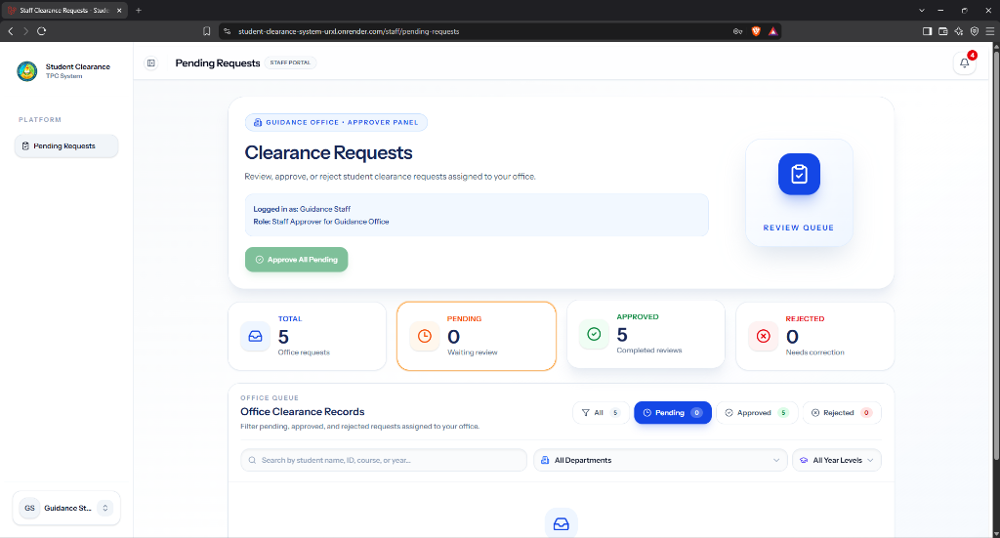 Staff Clearance Requests - Stude
student-clearance-system-urxl.onrender.com/staff/pending-requests
Student Clearance
TPC System
PLATFORM
Pending Requests
GS
Guidance St...
Pending Requests
STAFF PORTAL
4
GUIDANCE OFFICE • APPROVER PANEL
Clearance Requests
Review, approve, or reject student clearance requests assigned to your office.
Logged in as: Guidance Staff
Role: Staff Approver for Guidance Office
Approve All Pending
REVIEW QUEUE
TOTAL
5
Office requests
PENDING
0
Waiting review
APPROVED
5
Completed reviews
REJECTED
0
Needs correction
OFFICE QUEUE
Office Clearance Records
Filter pending, approved, and rejected requests assigned to your office.
All 5
Pending 0
Approved 5
Rejected 0
Search by student name, ID, course, or year...
All Departments
All Year Levels